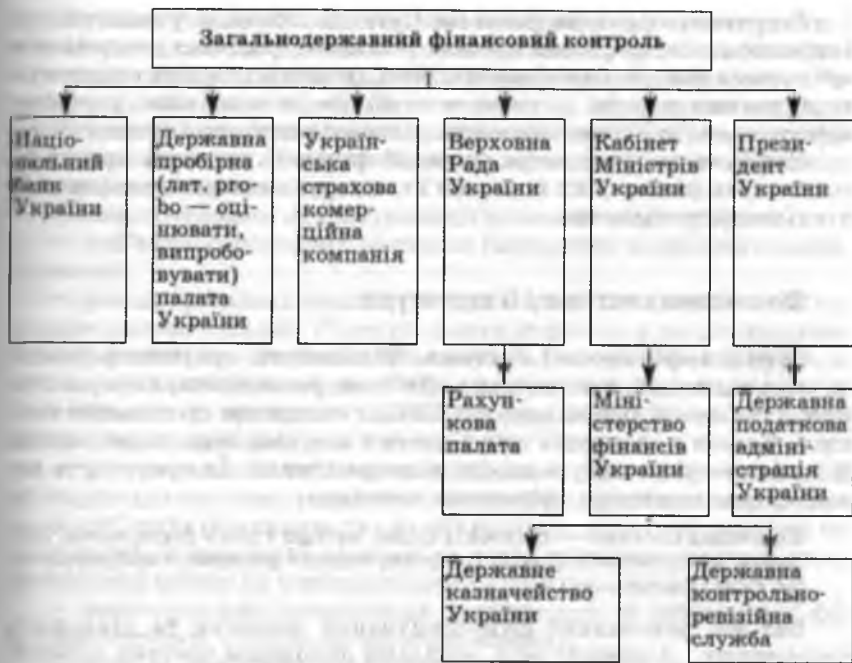 Загальнодержавний фінансовий контроль
Націо-
нальний
банк
України
Державна
пробірна
(лат. pro-
bo — оці-
нювати,
випробо-
вувати)
палата
України
Україн-
ська
страхова
комер-
ційна
компанія
Верховна
Рада
України
Кабінет
Міністрів
України
Прези-
дент
України
Рахун-
кова
палата
Міні-
стерство
фінансів
України
Державна
податкова
адміні-
страція
України
Державне
казначейство
України
Державна
контрольно-
ревізійна
служба